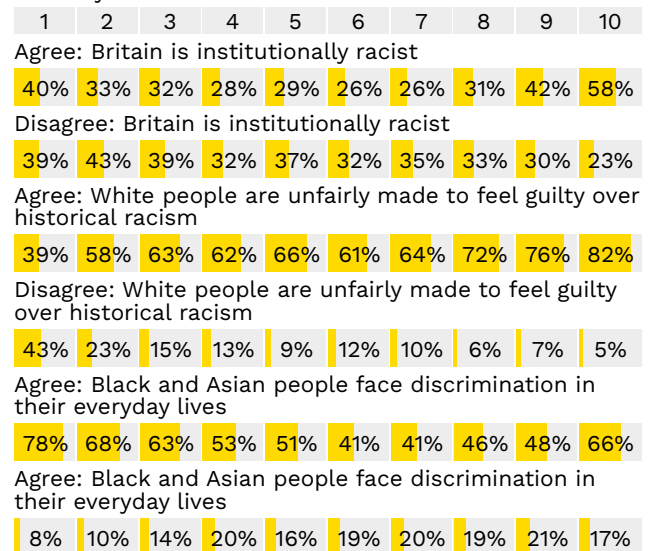 1 2 3 4 5 6 7 8 9 10
Agree: Britain is institutionally racist
40% 33% 32% 28% 29% 26% 26% 31% 42% 58%
Disagree: Britain is institutionally racist
39% 43% 39% 32% 37% 32% 35% 33% 30% 23%
Agree: White people are unfairly made to feel guilty over
historical racism
39% 58% 63% 62% 66% 61% 64% 72% 76% 82%
Disagree: White people are unfairly made to feel guilty
over historical racism
43% 23% 15% 13% 9% 12% 10% 6% 7% 5%
Agree: Black and Asian people face discrimination in
their everyday lives
78% 68% 63% 53% 51% 41% 41% 46% 48% 66%
Agree: Black and Asian people face discrimination in
their everyday lives
8% 10% 14% 20% 16% 19% 20% 19% 21% 17%